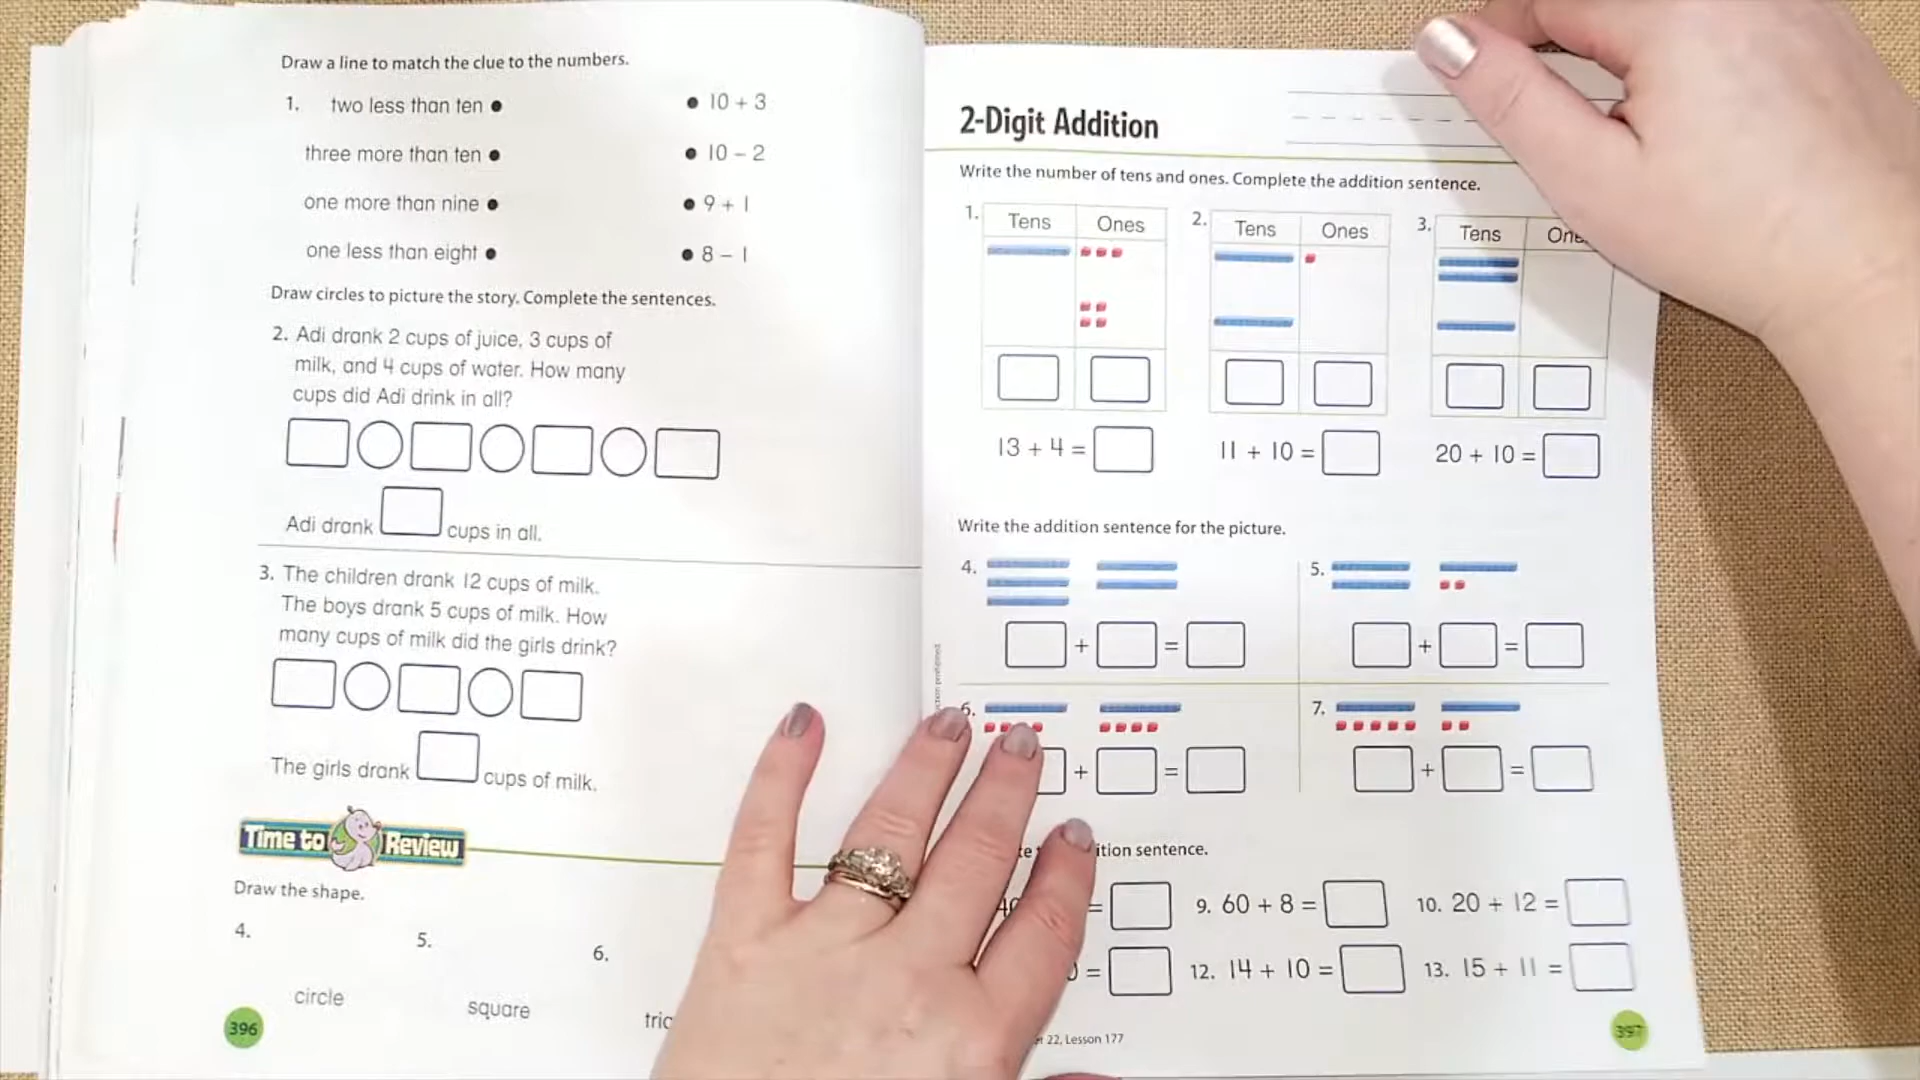 Draw a line to match the clue to the numbers.
1. two less than ten
10 + 3
three more than ten
10 – 2
one more than nine
9 + 1
one less than eight
8 – 1
Draw circles to picture the story. Complete the sentences.
2. Adi drank 2 cups of juice, 3 cups of
milk, and 4 cups of water. How many
cups did Adi drink in all?
Adi drank
cups in all.
3. The children drank 12 cups of milk.
The boys drank 5 cups of milk. How
many cups of milk did the girls drink?
The girls drank
cups of milk.
Time to Review
Draw the shape.
4.
5.
6.
circle
square
396
2-Digit Addition
Write the number of tens and ones. Complete the addition sentence.
1. Tens Ones
2. Tens Ones
3. Tens
13 + 4 =
11 + 10 =
20 + 10 =
Write the addition sentence for the picture.
4.
+ =
5.
+ =
6.
+ =
7.
+ =
sentence.
=
9. 60 + 8 =
10. 20 + 12 =
=
12. 14 + 10 =
13. 15 + 11 =
22, Lesson 177
397